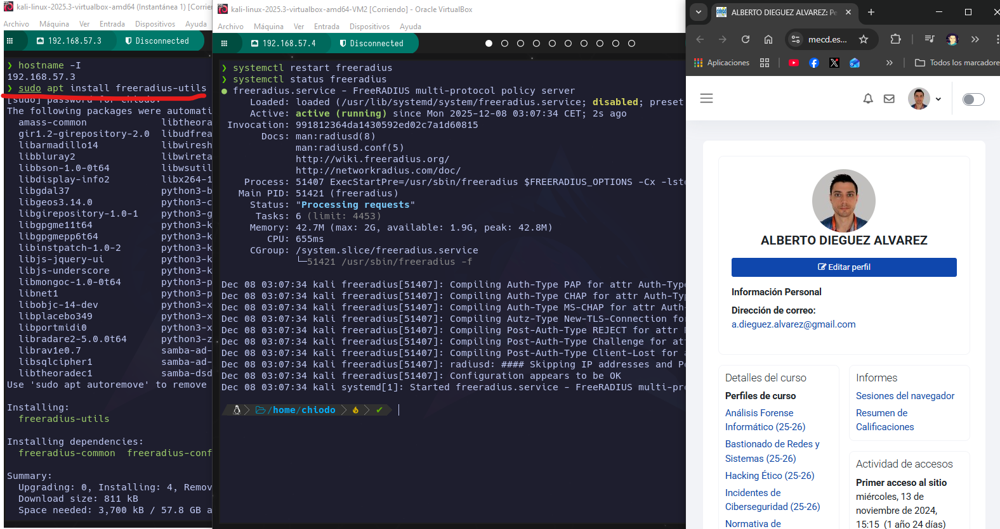 kali-linux-2025.3-virtualbox-amd64 (Instantánea 1) [Corrien
Archivo Máquina Ver Entrada Dispositivos Ayuda
192.168.57.3 Disconnected
❯ hostname -I
192.168.57.3
❯ sudo apt install freeradius-utils
[sudo] password for chiodo:
The following packages were automati
amass-common libtheora
gir1.2-girepository-2.0 libudfrea
libarmadillo14 libwiresh
libbluray2 libwireta
libbson-1.0-0t64 libwsutil
libdisplay-info2 libx264-1
libgdal37 python3-b
libgeos3.14.0 python3-c
libgirepository-1.0-1 python3-g
libgpgme11t64 python3-k
libgpgmepp6t64 python3-k
libinstpatch-1.0-2 python3-k
libjs-jquery-ui python3-k
libjs-underscore python3-k
libmongoc-1.0-0t64 python3-p
libnet1 python3-p
libobjc-14-dev python3-x
libplacebo349 python3-x
libportmidi0 python3-x
libradare2-5.0.0t64 python3-z
librav1e0.7 samba-ad-
libsqlcipher1 samba-ad-
libtheoradec1 samba-dsd
Use 'sudo apt autoremove' to remove
Installing:
freeradius-utils
Installing dependencies:
freeradius-common freeradius-conf
Summary:
Upgrading: 0, Installing: 4, Remov
Download size: 811 kB
Space needed: 3,700 kB / 57.8 GB a
kali-linux-2025.3-virtualbox-amd64-VM2 [Corriendo] - Oracle VirtualBox
Archivo Máquina Ver Entrada Dispositivos Ayuda
192.168.57.4 Disconnected
❯ systemctl restart freeradius
❯ systemctl status freeradius
● freeradius.service - FreeRADIUS multi-protocol policy server
Loaded: loaded (/usr/lib/systemd/system/freeradius.service; disabled; preset
Active: active (running) since Mon 2025-12-08 03:07:34 CET; 2s ago
Invocation: 991812364da1430592ed02c7a1d60815
Docs: man:radiusd(8)
man:radiusd.conf(5)
http://wiki.freeradius.org/
http://networkradius.com/doc/
Process: 51407 ExecStartPre=/usr/sbin/freeradius $FREERADIUS_OPTIONS -Cx -lstd
Main PID: 51421 (freeradius)
Status: "Processing requests"
Tasks: 6 (limit: 4453)
Memory: 42.7M (max: 2G, available: 1.9G, peak: 42.8M)
CPU: 655ms
CGroup: /system.slice/freeradius.service
└─51421 /usr/sbin/freeradius -f
Dec 08 03:07:34 kali freeradius[51407]: Compiling Auth-Type PAP for attr Auth-Type
Dec 08 03:07:34 kali freeradius[51407]: Compiling Auth-Type CHAP for attr Auth-Typ
Dec 08 03:07:34 kali freeradius[51407]: Compiling Auth-Type MS-CHAP for attr Auth-
Dec 08 03:07:34 kali freeradius[51407]: Compiling Autz-Type New-TLS-Connection for
Dec 08 03:07:34 kali freeradius[51407]: Compiling Post-Auth-Type REJECT for attr
Dec 08 03:07:34 kali freeradius[51407]: Compiling Post-Auth-Type Challenge for att
Dec 08 03:07:34 kali freeradius[51407]: Compiling Post-Auth-Type Client-Lost for a
Dec 08 03:07:34 kali freeradius[51407]: radiusd: #### Skipping IP addresses and Po
Dec 08 03:07:34 kali freeradius[51407]: Configuration appears to be OK
Dec 08 03:07:34 kali systemd[1]: Started freeradius.service - FreeRADIUS multi-pro
/home/chiodo
ALBERTO DIEGUEZ ALVAREZ: Pe
mecd.es...
Aplicaciones » Todos los marcadores
ALBERTO DIEGUEZ ALVAREZ
Editar perfil
Información Personal
Dirección de correo:
a.dieguez.alvarez@gmail.com
Detalles del curso
Perfiles de curso
Análisis Forense
Informático (25-26)
Bastionado de Redes y
Sistemas (25-26)
Hacking Ético (25-26)
Incidentes de
Ciberseguridad (25-26)
Normativa de
Informes
Sesiones del navegador
Resumen de
Calificaciones
Actividad de accesos
Primer acceso al sitio
miércoles, 13 de
noviembre de 2024,
15:15 (1 año 24 días)